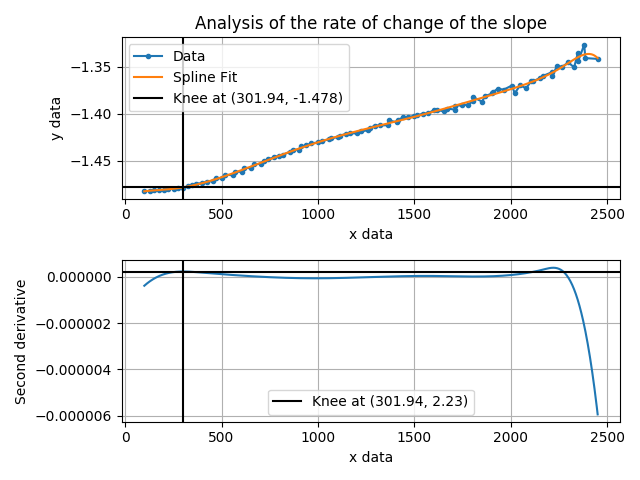 Analysis of the rate of change of the slope
y data
−1.35
−1.40
−1.45
Data
Spline Fit
Knee at (301.94, -1.478)
0 500 1000 1500 2000 2500
x data
Second derivative
0.000000
−0.000002
−0.000004
−0.000006
Knee at (301.94, 2.23)
0 500 1000 1500 2000 2500
x data